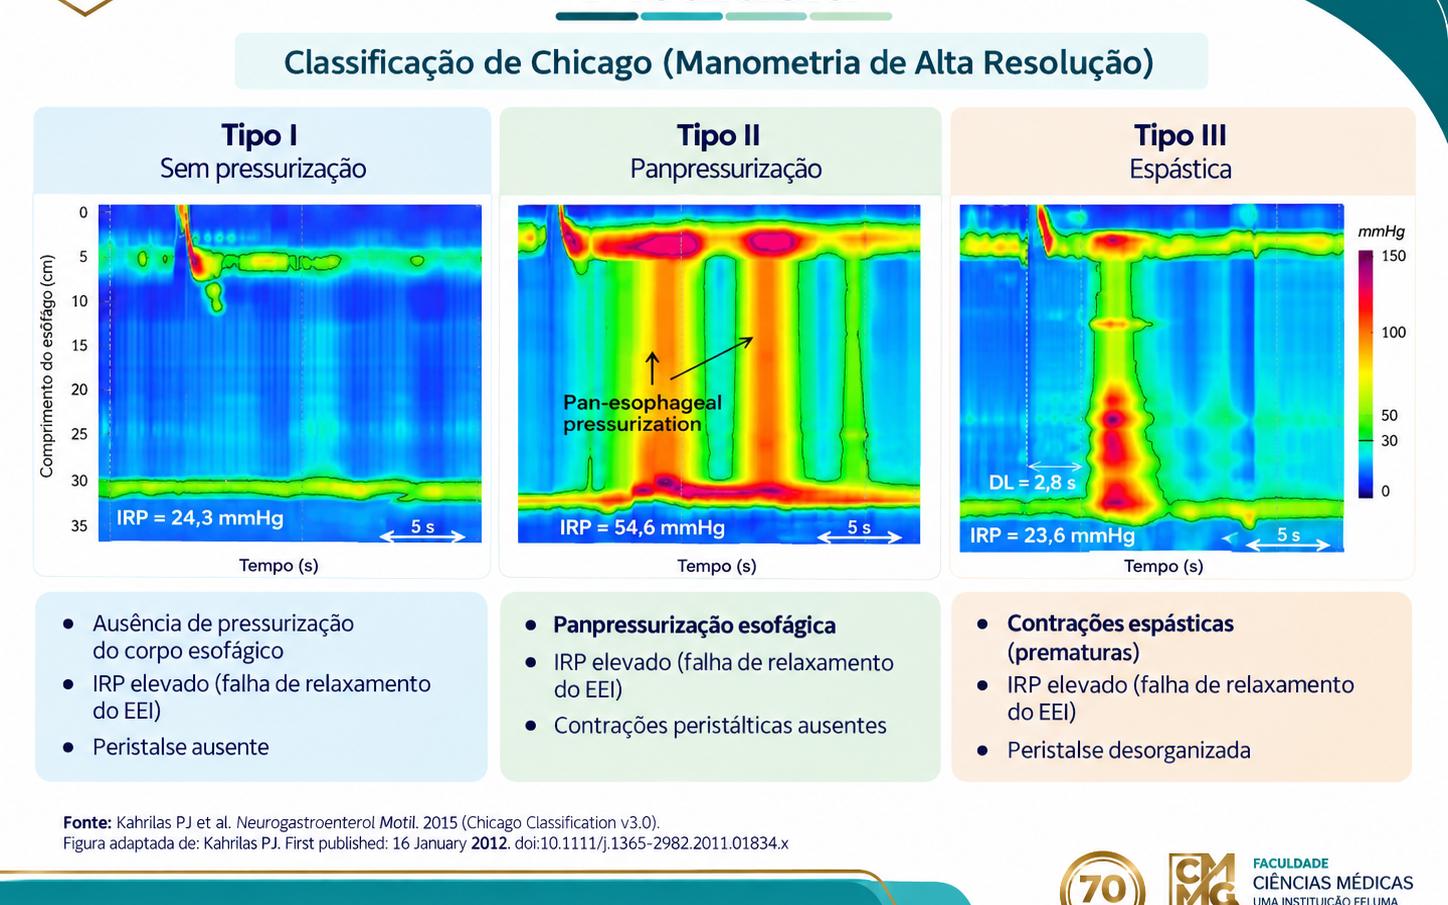 Classificação de Chicago (Manometria de Alta Resolução)
Tipo I
Sem pressurização
Comprimento do esôfágo (cm)
0
5
10
15
20
25
30
35
IRP = 24,3 mmHg
5 s
Tempo (s)
Ausência de pressurização
do corpo esofágico
IRP elevado (falha de relaxamento
do EEI)
Peristalse ausente
Tipo II
Panpressurização
Pan-esophageal
pressurization
IRP = 54,6 mmHg
5 s
Tempo (s)
Panpressurização esofágica
IRP elevado (falha de relaxamento
do EEI)
Contrações peristálticas ausentes
Tipo III
Espástica
DL = 2,8 s
IRP = 23,6 mmHg
5 s
Tempo (s)
mmHg
150
100
50
30
0
Contrações espásticas
(prematuras)
IRP elevado (falha de relaxamento
do EEI)
Peristalse desorganizada
Fonte: Kahrilas PJ et al. Neurogastroenterol Motil. 2015 (Chicago Classification v3.0).
Figura adaptada de: Kahrilas PJ. First published: 16 January 2012. doi:10.1111/j.1365-2982.2011.01834.x
70
CM
MG
FACULDADE
CIÊNCIAS MÉDICAS
UMA INSTITUIÇÃO FELUMA